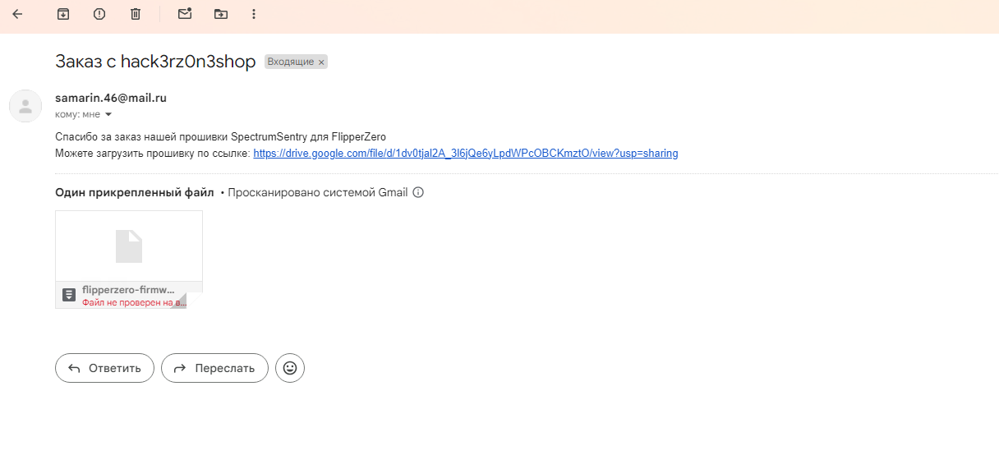 Заказ с hack3rz0n3shop Входящие ×
samarin.46@mail.ru
кому: мне
Спасибо за заказ нашей прошивки SpectrumSentry для FlipperZero
Можете загрузить прошивку по ссылке: https://drive.google.com/file/d/1dv0tjal2A_3I6jQe6yLpdWPcOBCKmztO/view?usp=sharing
Один прикрепленный файл • Просканировано системой Gmail
flipperzero-firmw...
Файл не проверен на в...
Ответить Переслать